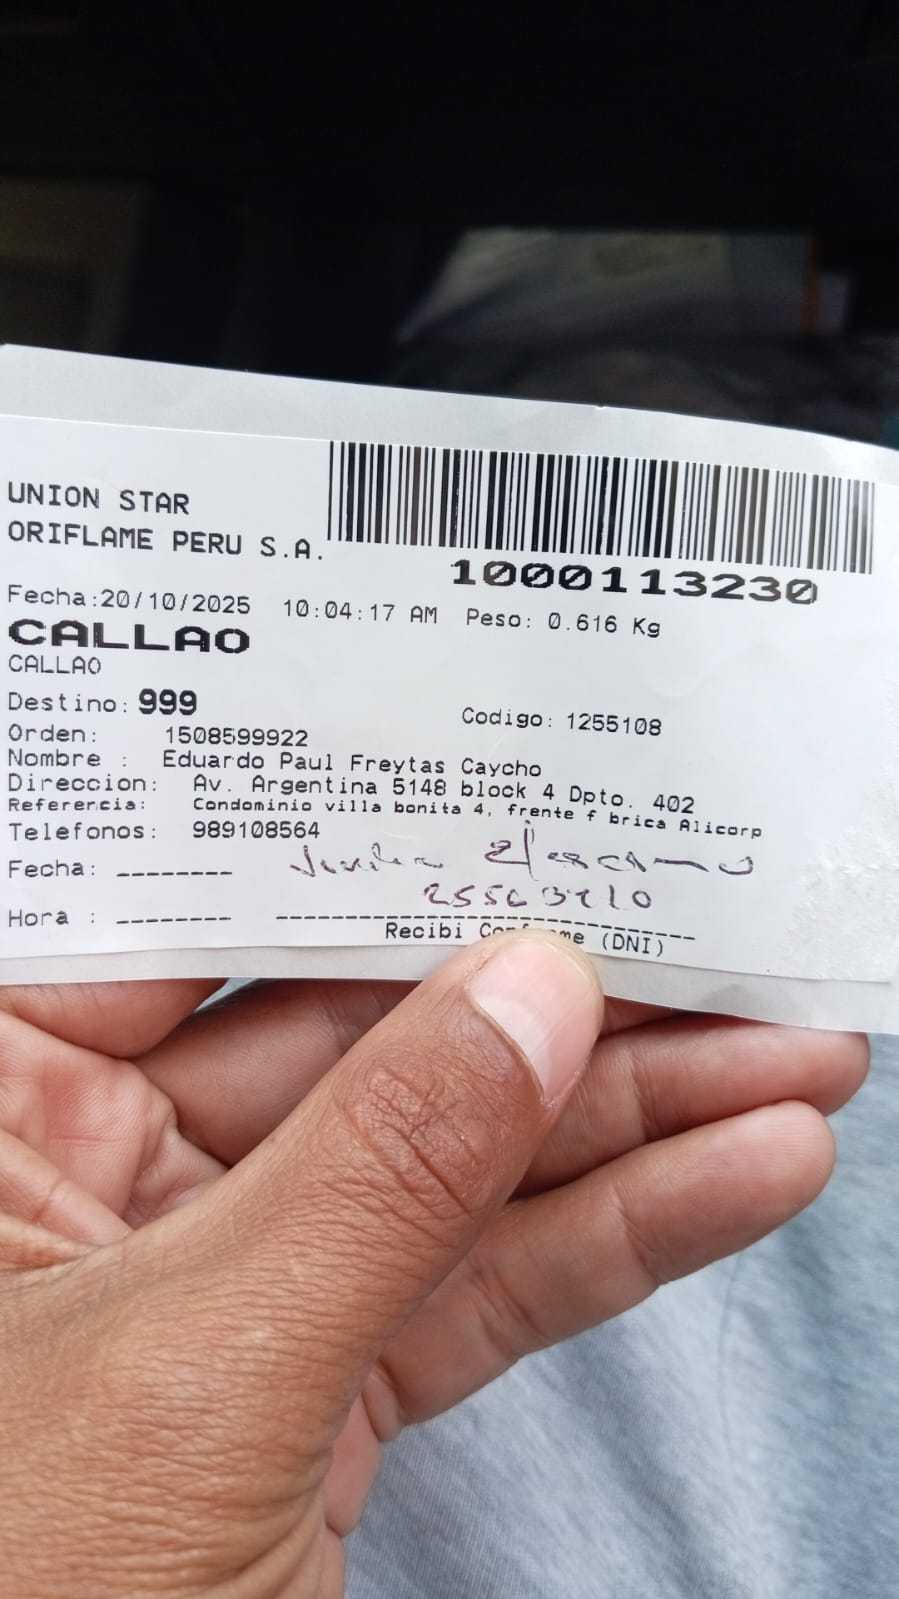 UNION STAR
ORIFLAME PERU S.A.
1000113230
Fecha:20/10/2025 10:04:17 AM Peso: 0.616 Kg
CALLAO
CALLAO
Destino: 999
Codigo: 1255108
Orden: 1508599922
Nombre : Eduardo Paul Freytas Caycho
Direccion: Av. Argentina 5148 block 4 Dpto. 402
Referencia: Condominio villa bonita 4, frente f brica Alicorp
Telefonos: 989108564
Fecha: --------
Hora : --------
Recibi (DNI)